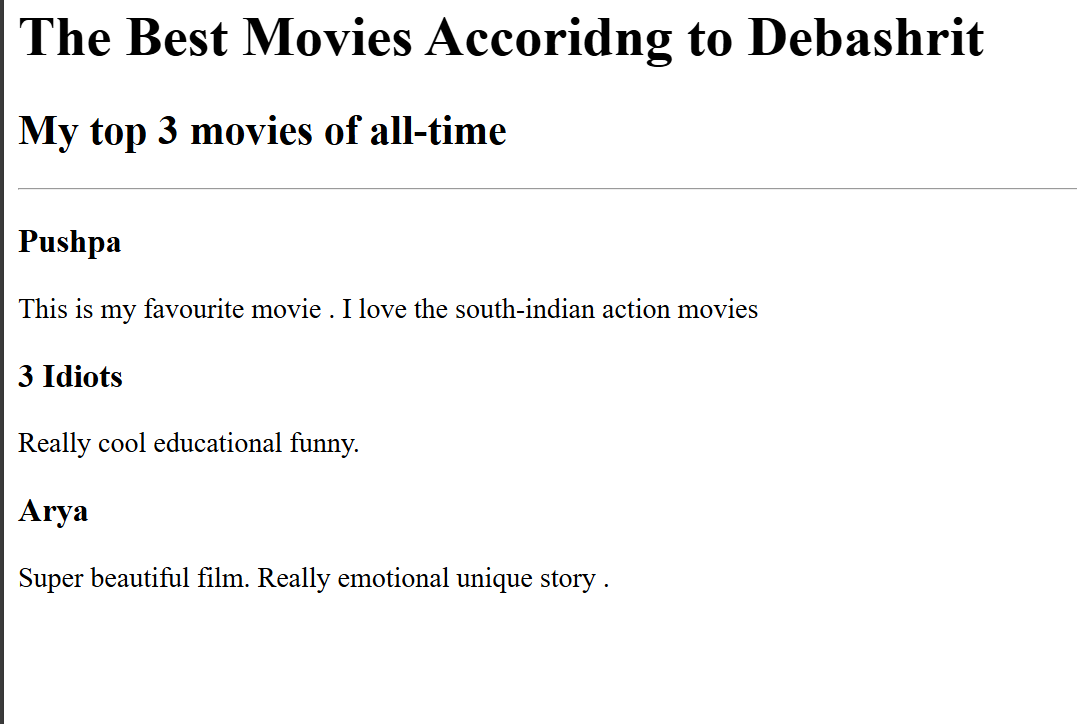 The Best Movies Accoridng to Debashrit
My top 3 movies of all-time
Pushpa
This is my favourite movie . I love the south-indian action movies
3 Idiots
Really cool educational funny.
Arya
Super beautiful film. Really emotional unique story .